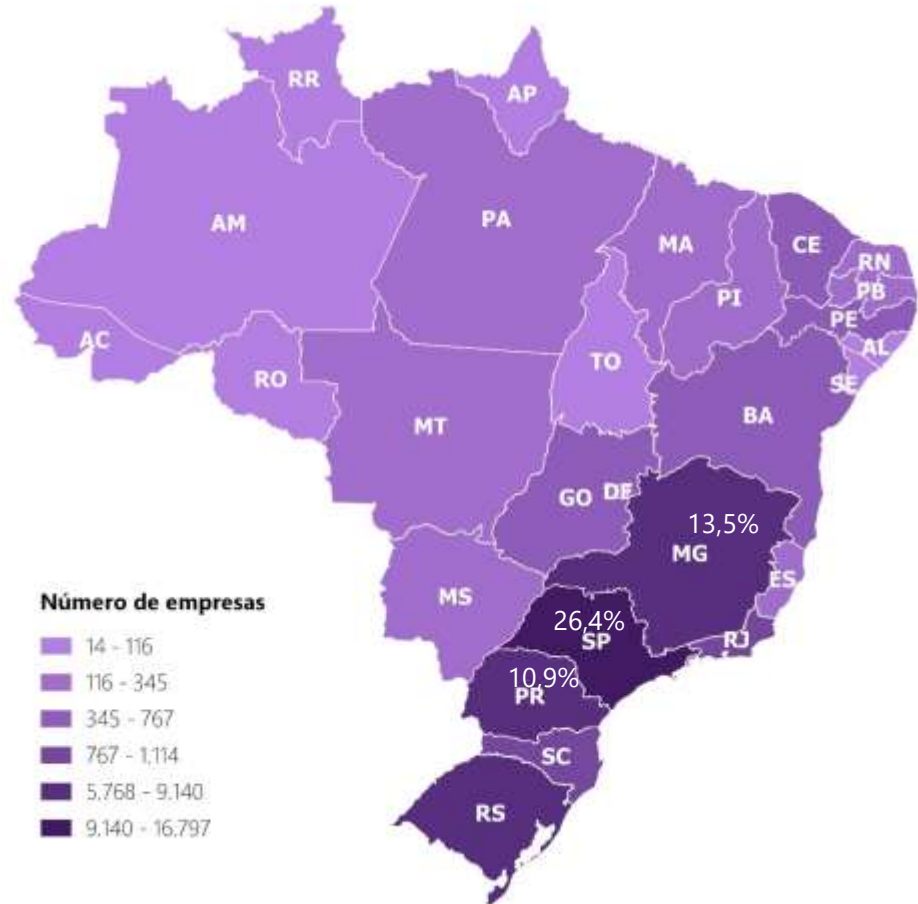 RR
AP
AM
PA
MA
CE
RN
PB
PI
PE
AL
SE
AC
RO
TO
BA
MT
GO
DF
13,5%
MG
ES
MS
26,4%
SP
RJ
10,9%
PR
SC
RS
Número de empresas
14 - 116
116 - 345
345 - 767
767 - 1.114
5.768 - 9.140
9.140 - 16.797